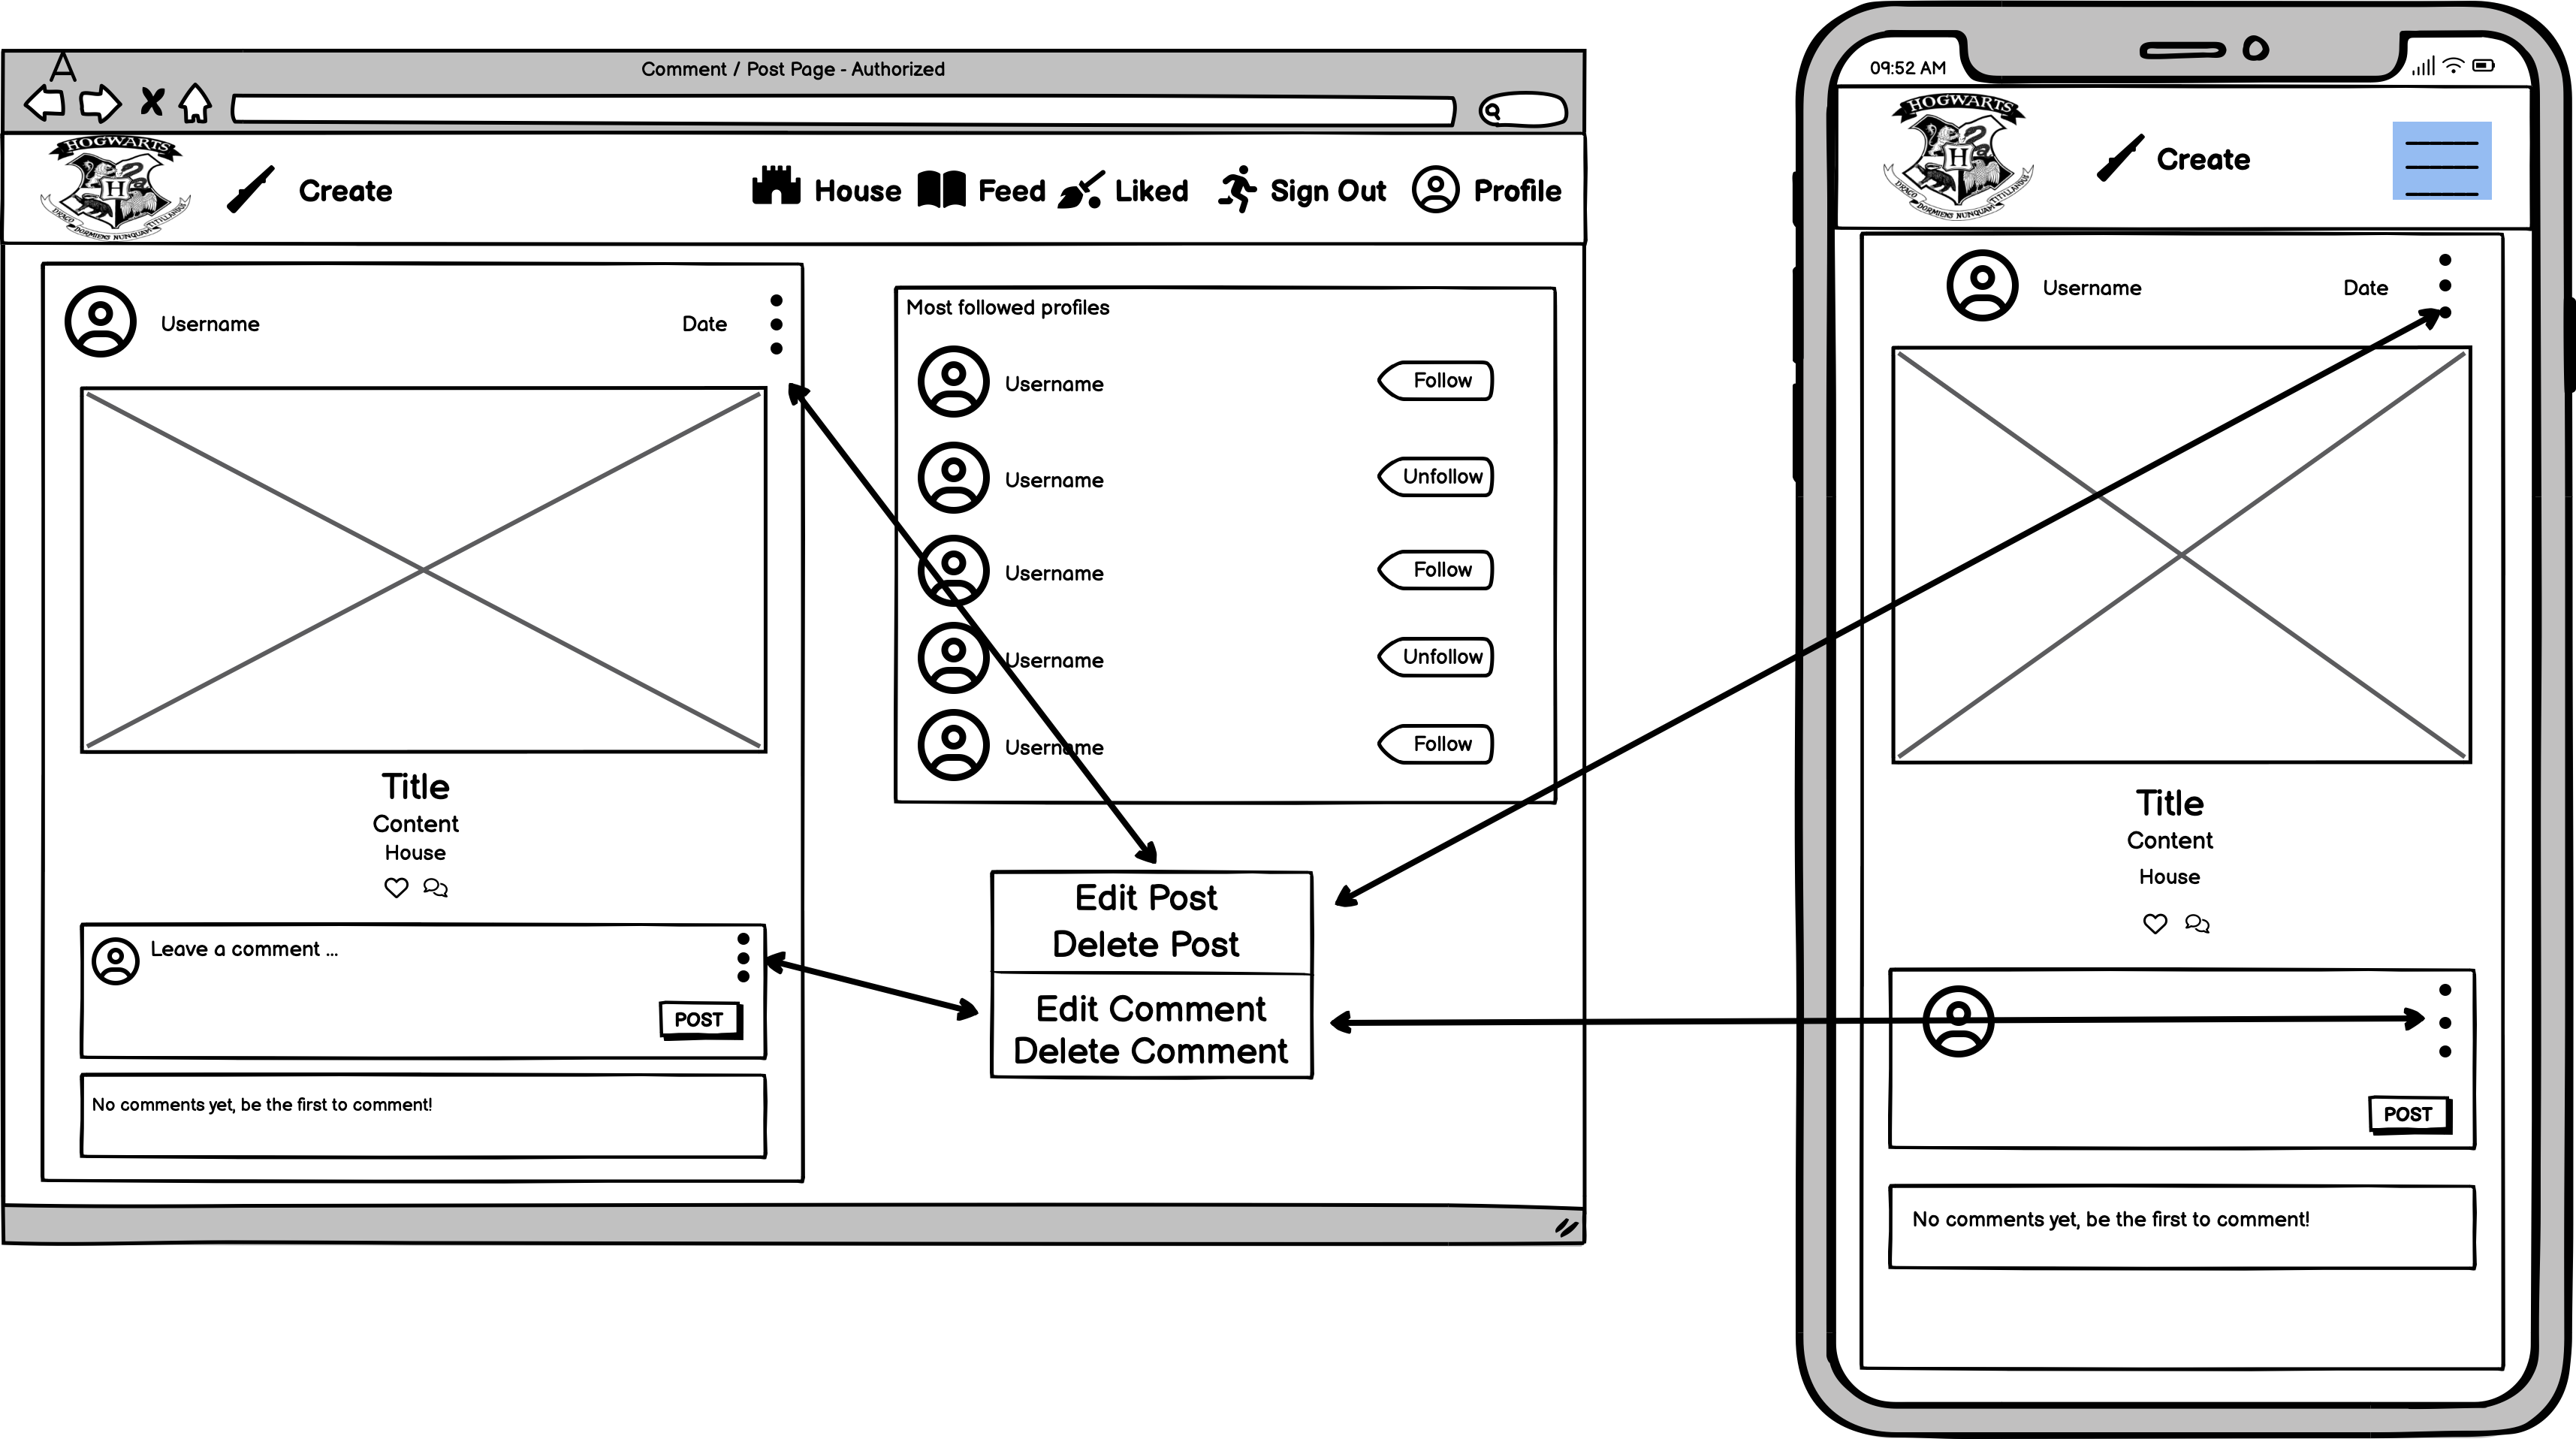 A
Comment / Post Page - Authorized
HOGWARTS
H
DRACO DORMIENS NUNQUAM TITILLANDUS
Create
House Feed Liked Sign Out Profile
Username Date
Title
Content
House
Leave a comment ...
POST
No comments yet, be the first to comment!
Most followed profiles
Username Follow
Username Unfollow
Username Follow
Username Unfollow
Username Follow
Edit Post
Delete Post
Edit Comment
Delete Comment
09:52 AM
HOGWARTS
H
DRACO DORMIENS NUNQUAM TITILLANDUS
Create
Username Date
Title
Content
House
POST
No comments yet, be the first to comment!